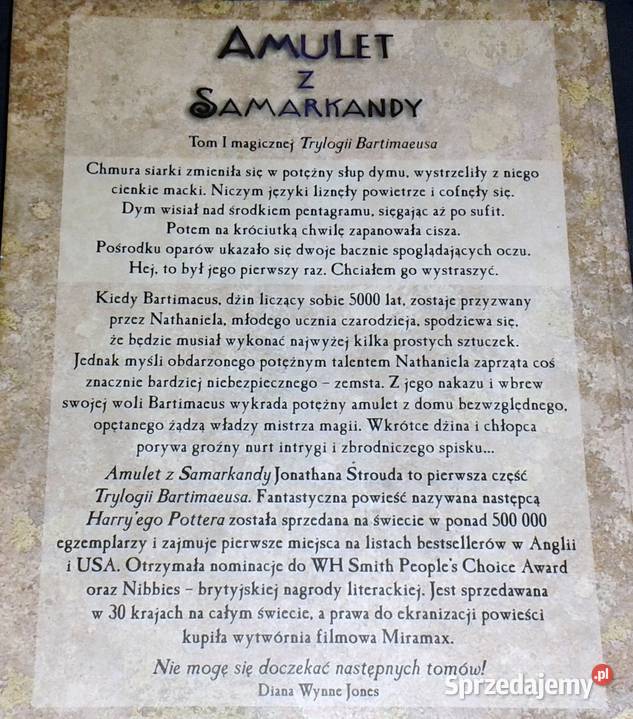 AMULET
Z
SAMARKANDY
Tom I magicznej Trylogii Bartimaeusa
Chmura siarki zmieniła się w potężny słup dymu, wystrzeliły z niego
cienkie macki. Niczym języki liznęły powietrze i cofnęły się.
Dym wisiał nad środkiem pentagramu, sięgając aż po sufit.
Potem na króciutką chwilę zapanowała cisza.
Pośrodku oparów ukazało się dwoje bacznie spoglądających oczu.
Hej, to był jego pierwszy raz. Chciałem go wystraszyć.
Kiedy Bartimaeus, dżin liczący sobie 5000 lat, zostaje przyzwany
przez Nathaniela, młodego ucznia czarodzieja, spodziewa się,
że będzie musiał wykonać najwyżej kilka prostych sztuczek.
Jednak myśli obdarzonego potężnym talentem Nathaniela zaprząta coś
znacznie bardziej niebezpiecznego – zemsta. Z jego nakazu i wbrew
swojej woli Bartimaeus wykrada potężny amulet z domu bezwzględnego,
opętanego żądzą władzy mistrza magii. Wkrótce dżina i chłopca
porywa groźny nurt intrygi i zbrodniczego spisku...
Amulet z Samarkandy Jonathana Strouda to pierwsza część
Trylogii Bartimaeusa. Fantastyczna powieść nazywana następcą
Harry'ego Pottera została sprzedana na świecie w ponad 500 000
egzemplarzy i zajmuje pierwsze miejsca na listach bestsellerów w Anglii
i USA. Otrzymała nominacje do WH Smith People's Choice Award
oraz Nibbies – brytyjskiej nagrody literackiej. Jest sprzedawana
w 30 krajach na całym świecie, a prawa do ekranizacji powieści
kupiła wytwórnia filmowa Miramax.
Nie mogę się doczekać następnych tomów!
Diana Wynne Jones
Sprzedajemy.pl